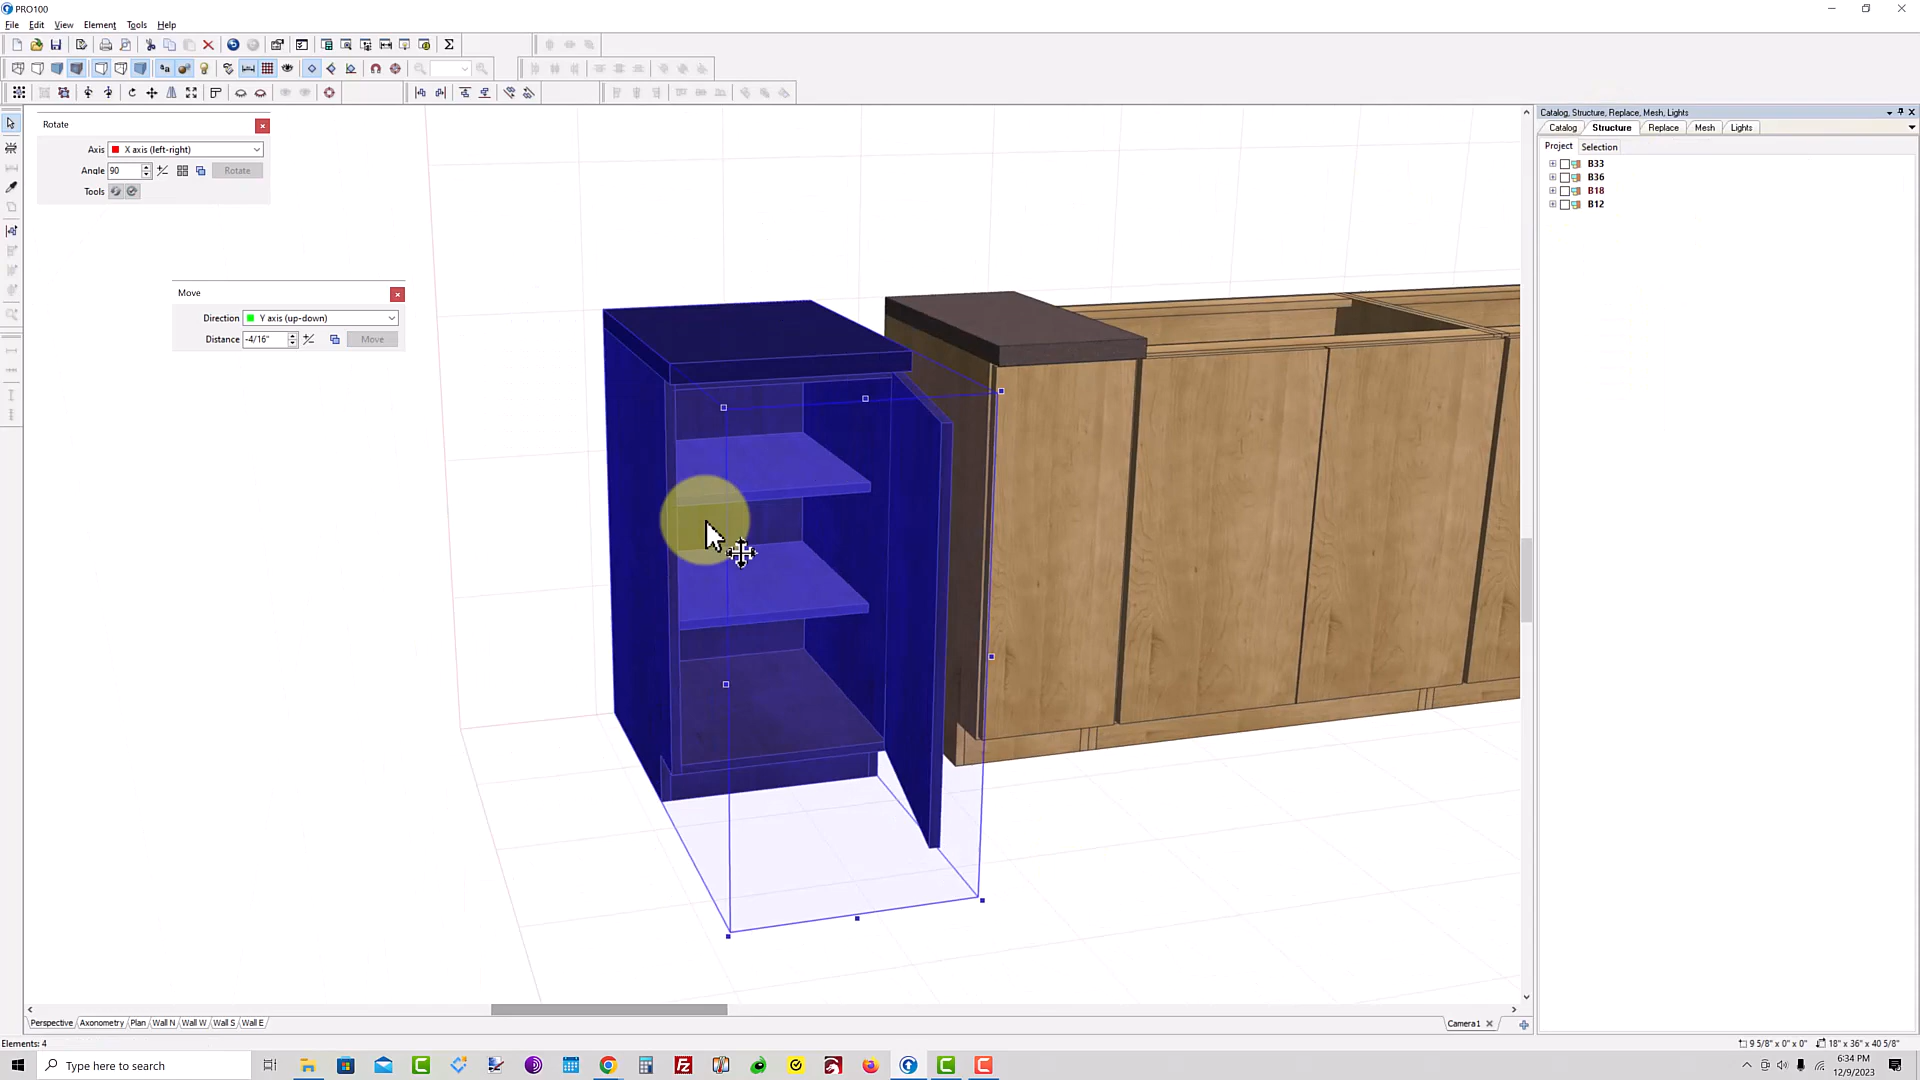 PRO100
File Edit View Element Tools Help
Rotate
Axis X axis (left-right)
Angle 90 Rotate
Tools
Move
Direction Y axis (up-down)
Distance -4/16" Move
Catalog, Structure, Replace, Mesh, Lights
Catalog Structure Replace Mesh Lights
Project Selection
B33
B36
B18
B12
Perspective Axonometry Plan Wall N Wall W Wall S Wall E
Camera1
Elements: 4
9 5/8" x 0" x 0" 18" x 36" x 40 5/8"
Type here to search
6:34 PM
12/9/2023